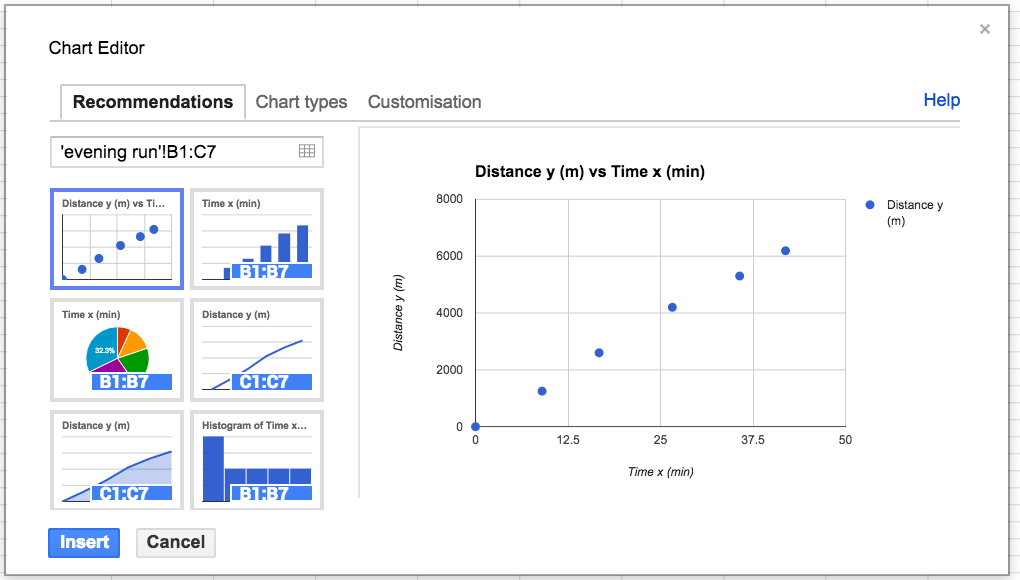 ×
Chart Editor
Recommendations
Chart types
Customisation
Help
'evening run'!B1:C7
Distance y (m) vs Ti...
Time x (min)
B1:B7
Time x (min)
32.3%
B1:B7
Distance y (m)
C1:C7
Distance y (m)
C1:C7
Histogram of Time x...
B1:B7
Insert
Cancel
Distance y (m) vs Time x (min)
8000
6000
4000
2000
0
Distance y (m)
0
12.5
25
37.5
50
Time x (min)
Distance y
(m)